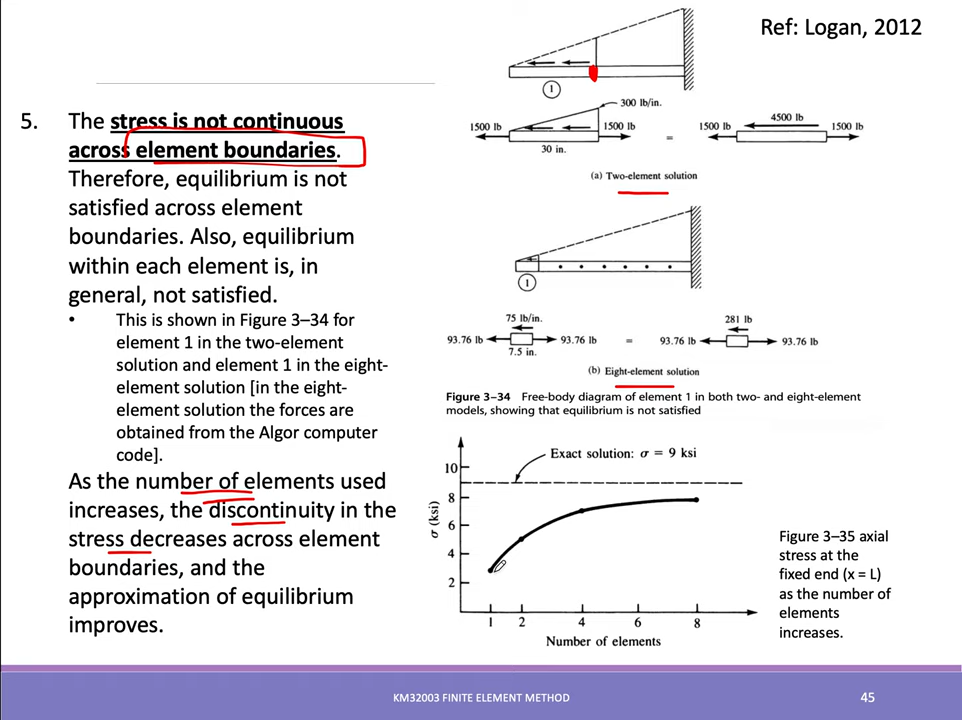 Ref: Logan, 2012
5. The stress is not continuous
across element boundaries.
Therefore, equilibrium is not
satisfied across element
boundaries. Also, equilibrium
within each element is, in
general, not satisfied.
• This is shown in Figure 3–34 for
element 1 in the two-element
solution and element 1 in the eight-
element solution [in the eight-
element solution the forces are
obtained from the Algor computer
code].
As the number of elements used
increases, the discontinuity in the
stress decreases across element
boundaries, and the
approximation of equilibrium
improves.
1
300 lb/in.
1500 lb 1500 lb = 1500 lb 4500 lb 1500 lb
30 in.
(a) Two-element solution
1
75 lb/in. 281 lb
93.76 lb 93.76 lb = 93.76 lb 93.76 lb
7.5 in.
(b) Eight-element solution
Figure 3–34 Free-body diagram of element 1 in both two- and eight-element
models, showing that equilibrium is not satisfied
Exact solution: σ = 9 ksi
10
8
6
4
2
σ (ksi)
1 2 4 6 8
Number of elements
Figure 3–35 axial
stress at the
fixed end (x = L)
as the number of
elements
increases.
KM32003 FINITE ELEMENT METHOD
45